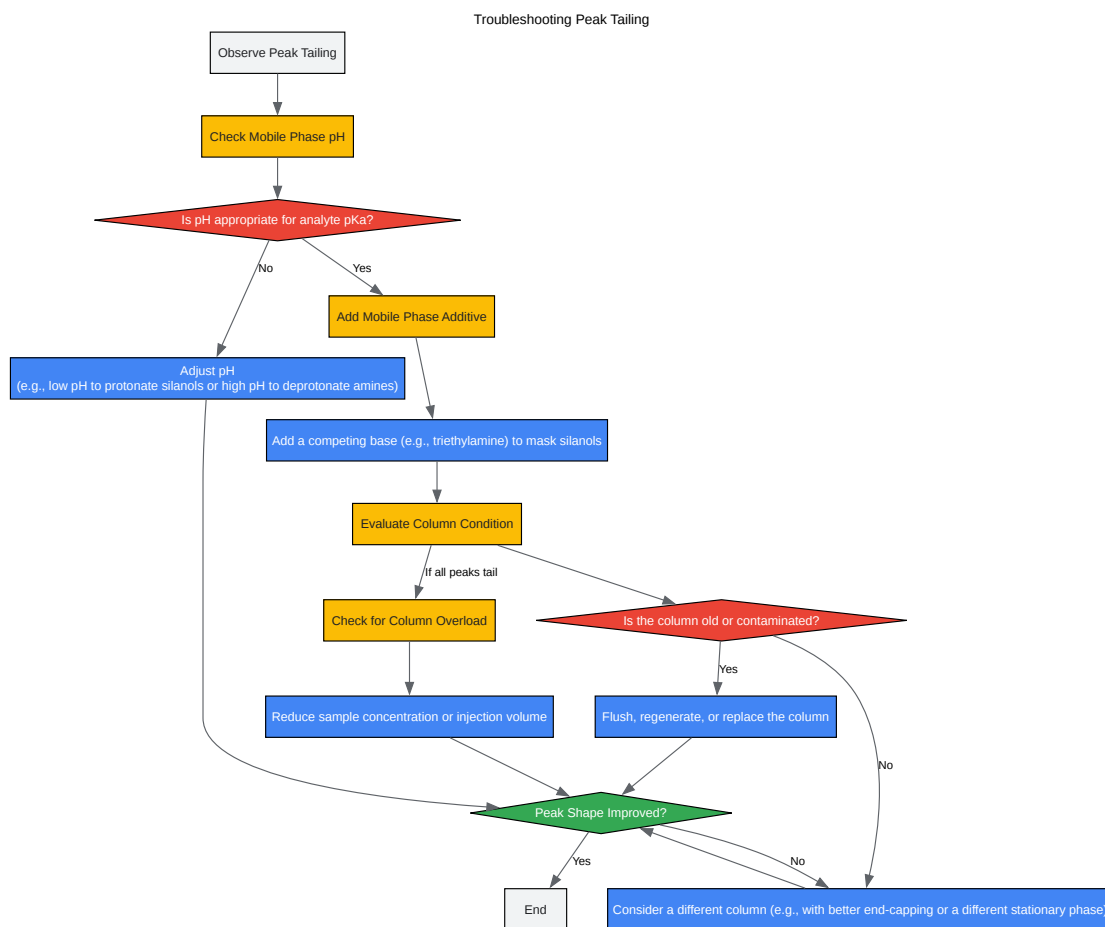 Troubleshooting Peak Tailing
Observe Peak Tailing
Check Mobile Phase pH
Is pH appropriate for analyte pKa?
No
Yes
Add Mobile Phase Additive
Adjust pH
(e.g., low pH to protonate silanols or high pH to deprotonate amines)
Add a competing base (e.g., triethylamine) to mask silanols
Evaluate Column Condition
If all peaks tail
Check for Column Overload
Is the column old or contaminated?
Yes
Reduce sample concentration or injection volume
Flush, regenerate, or replace the column
No
Peak Shape Improved?
Yes
No
End
Consider a different column (e.g., with better end-capping or a different stationary phase)